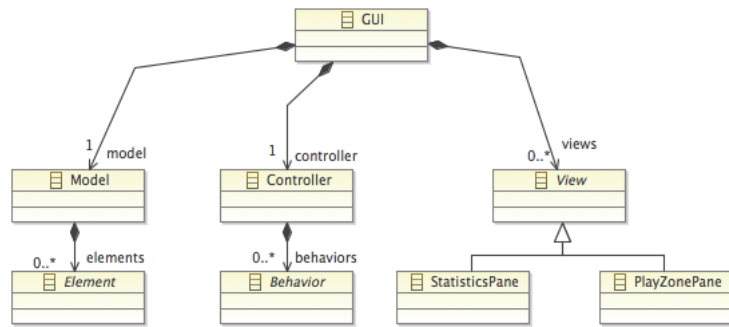 GUI
1
model
1
controller
views
0..*
Model
Controller
View
0..*
elements
0..*
behaviors
Element
Behavior
StatisticsPane
PlayZonePane